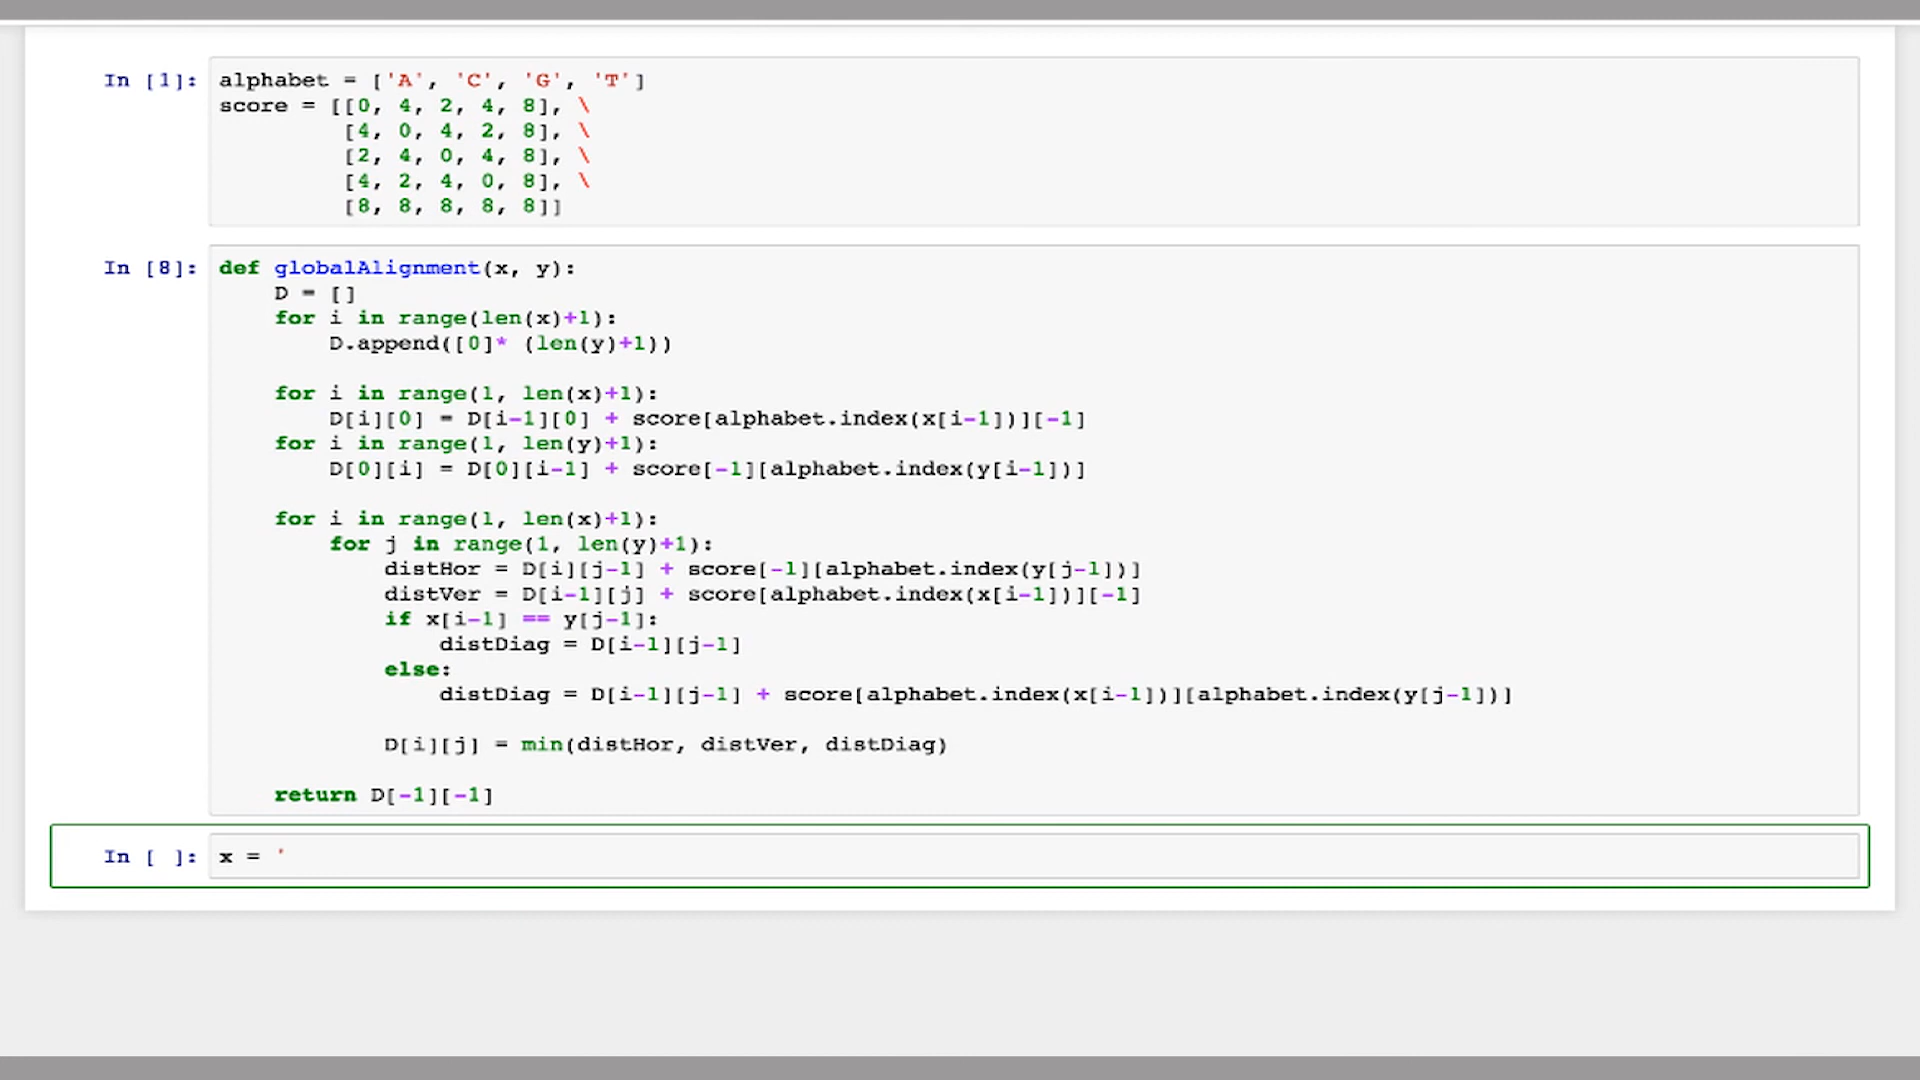 In [1]: alphabet = ['A', 'C', 'G', 'T']
score = [[0, 4, 2, 4, 8], \
[4, 0, 4, 2, 8], \
[2, 4, 0, 4, 8], \
[4, 2, 4, 0, 8], \
[8, 8, 8, 8, 8]]
In [8]: def globalAlignment(x, y):
D = []
for i in range(len(x)+1):
D.append([0]* (len(y)+1))
for i in range(1, len(x)+1):
D[i][0] = D[i-1][0] + score[alphabet.index(x[i-1])][-1]
for i in range(1, len(y)+1):
D[0][i] = D[0][i-1] + score[-1][alphabet.index(y[i-1])]
for i in range(1, len(x)+1):
for j in range(1, len(y)+1):
distHor = D[i][j-1] + score[-1][alphabet.index(y[j-1])]
distVer = D[i-1][j] + score[alphabet.index(x[i-1])][-1]
if x[i-1] == y[j-1]:
distDiag = D[i-1][j-1]
else:
distDiag = D[i-1][j-1] + score[alphabet.index(x[i-1])][alphabet.index(y[j-1])]
D[i][j] = min(distHor, distVer, distDiag)
return D[-1][-1]
In [ ]: x = '